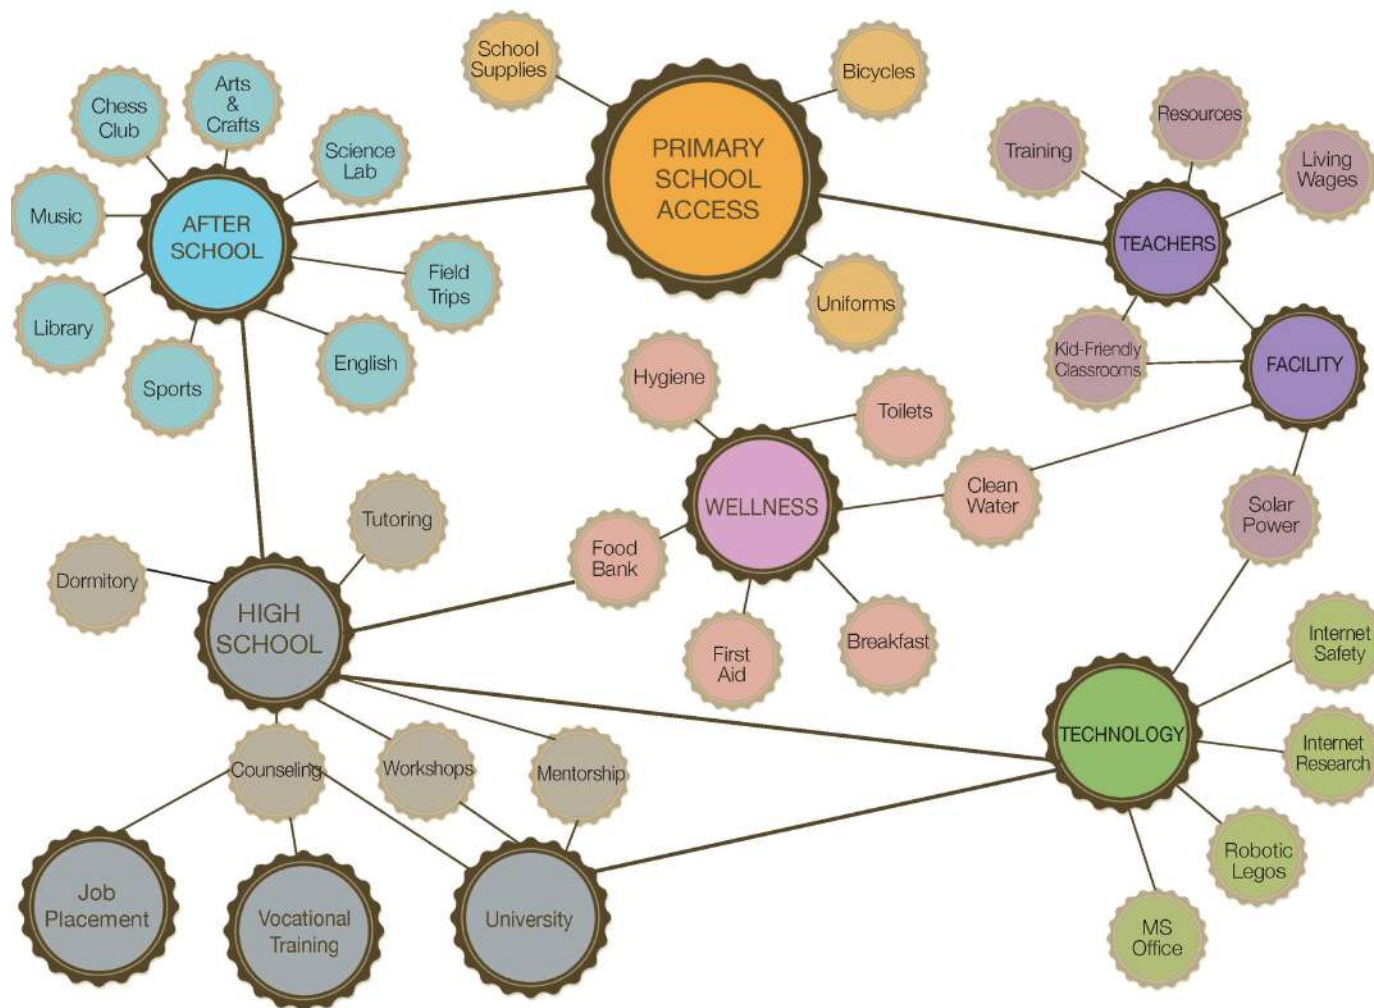 School
Supplies
Bicycles
PRIMARY
SCHOOL
ACCESS
Uniforms
Arts
&
Crafts
Chess
Club
Science
Lab
Music
AFTER
SCHOOL
Field
Trips
Library
Sports
English
Resources
Training
Living
Wages
TEACHERS
Kid-Friendly
Classrooms
FACILITY
Hygiene
Toilets
WELLNESS
Clean
Water
Food
Bank
First
Aid
Breakfast
Solar
Power
Tutoring
Dormitory
HIGH
SCHOOL
Counseling
Workshops
Mentorship
Job
Placement
Vocational
Training
University
TECHNOLOGY
Internet
Safety
Internet
Research
Robotic
Legos
MS
Office